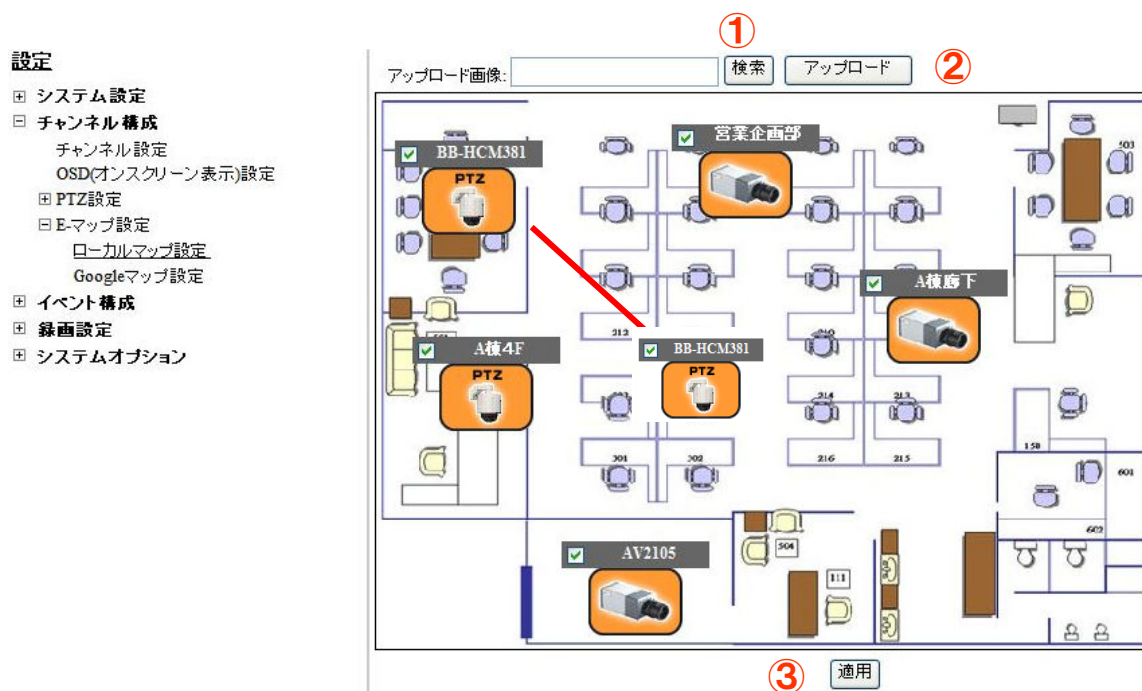 ①
設定
アップロード画像:
検索
アップロード
②
システム設定
チャンネル構成
チャンネル設定
OSD(オンスクリーン表示)設定
PTZ設定
E-マップ設定
ローカルマップ設定
Googleマップ設定
イベント構成
録画設定
システムオプション
営業企画部
BB-HCM381
PTZ
503
A棟廊下
212
A棟4F
PTZ
BB-HCM381
PTZ
214
213
301
302
216
215
158
601
602
AV2105
504
111
③
適用